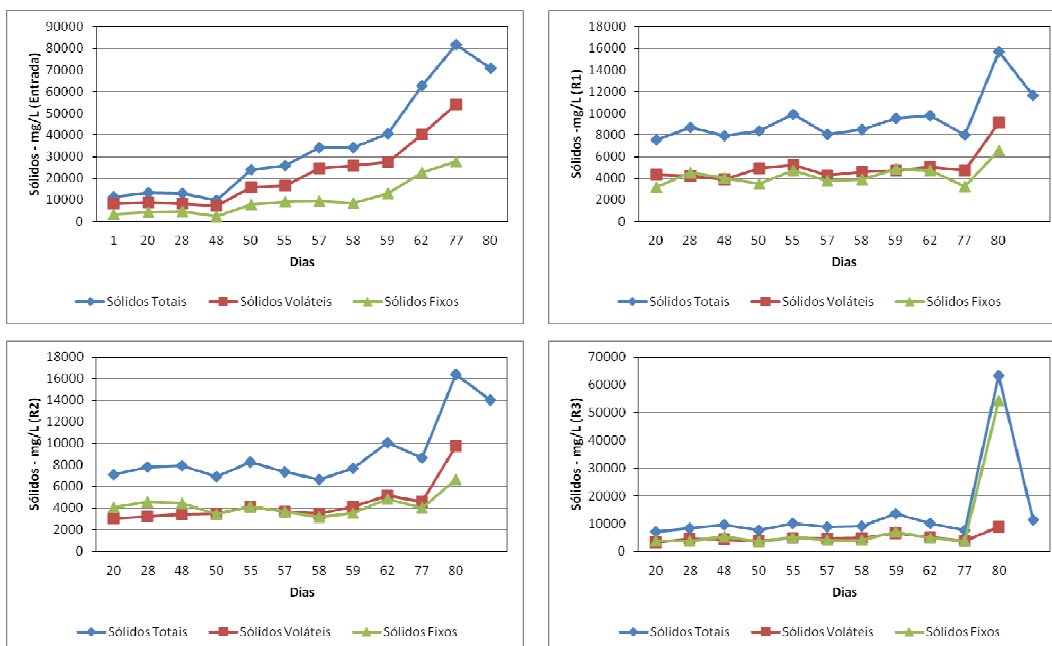 90000
80000
70000
60000
50000
40000
30000
20000
10000
0
Sólidos - mg/L (Entrada)
1 20 28 48 50 55 57 58 59 62 77 80
Dias
Sólidos Totais Sólidos Voláteis Sólidos Fixos
18000
16000
14000
12000
10000
8000
6000
4000
2000
0
Sólidos -mg/L (R1)
20 28 48 50 55 57 58 59 62 77 80
Dias
Sólidos Totais Sólidos Voláteis Sólidos Fixos
18000
16000
14000
12000
10000
8000
6000
4000
2000
0
Sólidos - mg/L (R2)
20 28 48 50 55 57 58 59 62 77 80
Dias
Sólidos Totais Sólidos Voláteis Sólidos Fixos
70000
60000
50000
40000
30000
20000
10000
0
Sólidos - mg/L (R3)
20 28 48 50 55 57 58 59 62 77 80
Dias
Sólidos Totais Sólidos Voláteis Sólidos Fixos